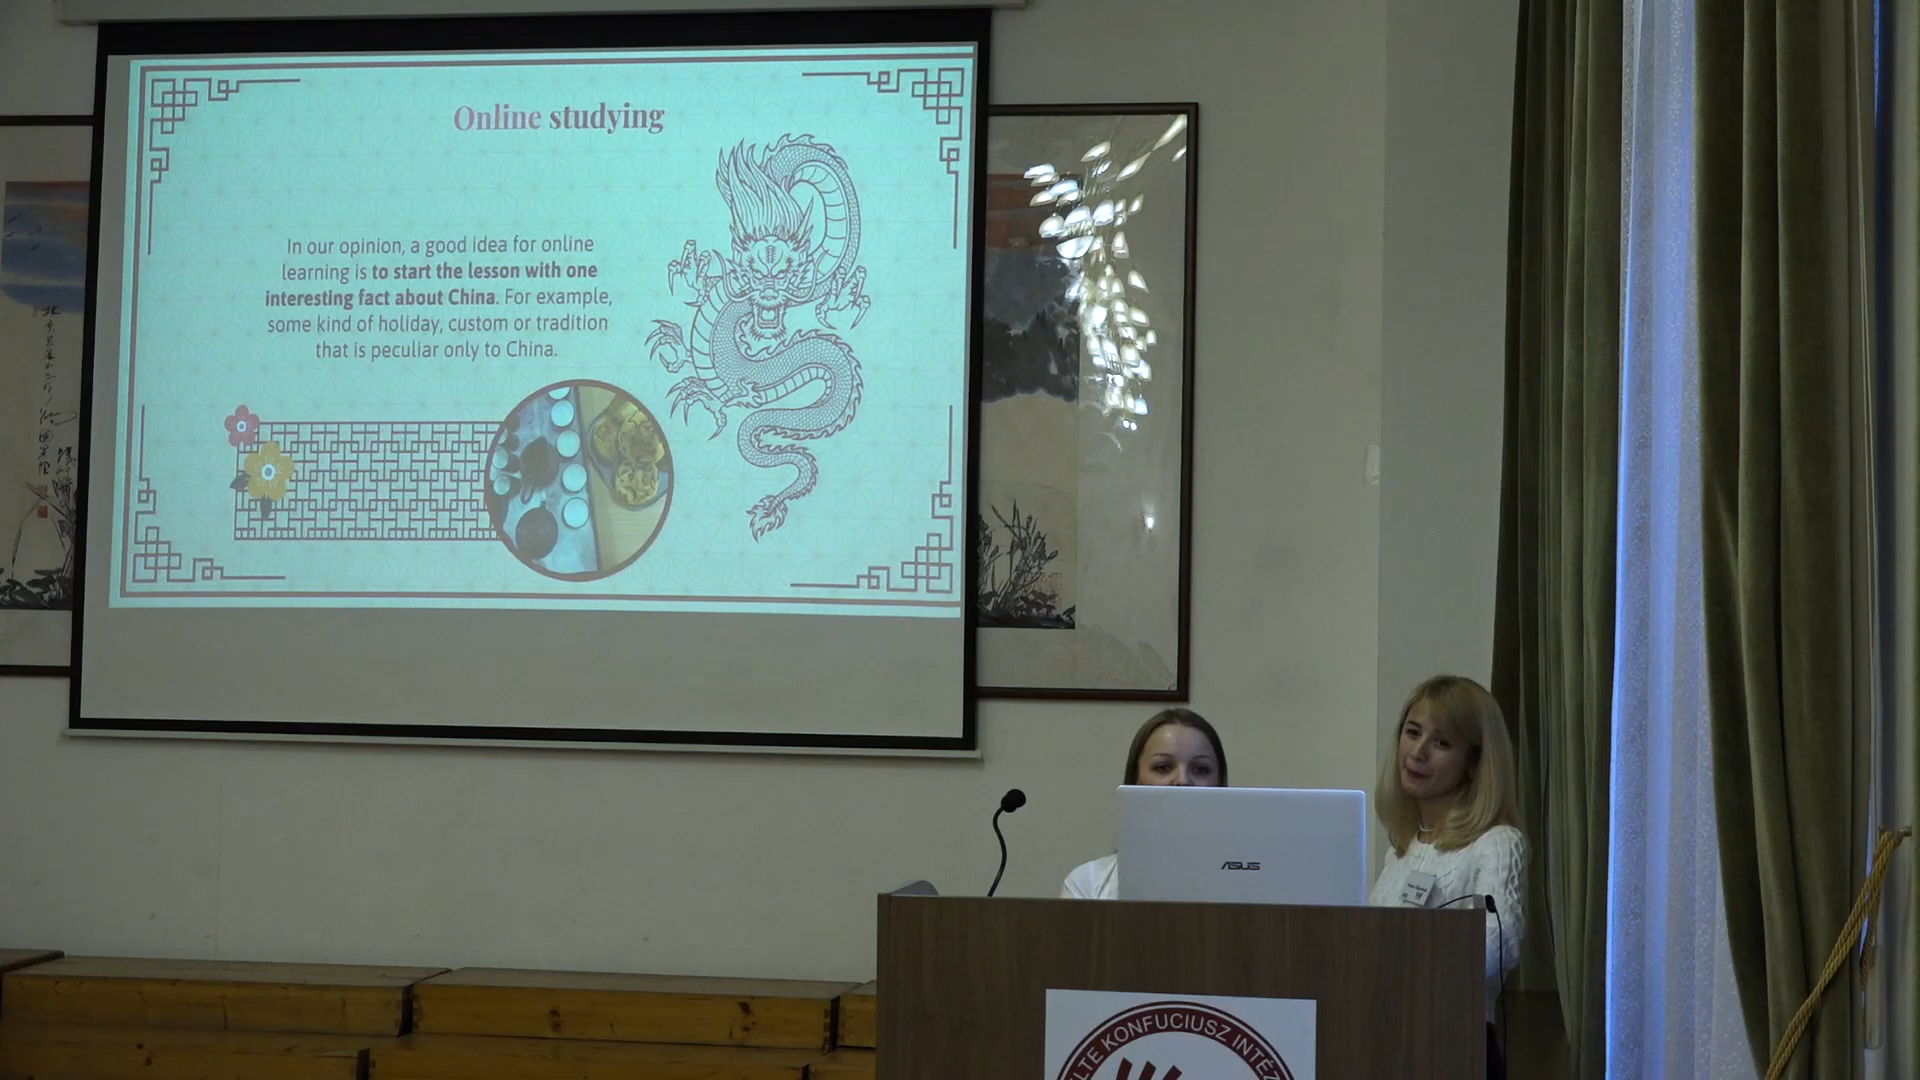 Online studying
In our opinion, a good idea for online
learning is to start the lesson with one
interesting fact about China. For example,
some kind of holiday, custom or tradition
that is peculiar only to China.
ASUS
ELTE KONFUCIUSZ INTÉZ